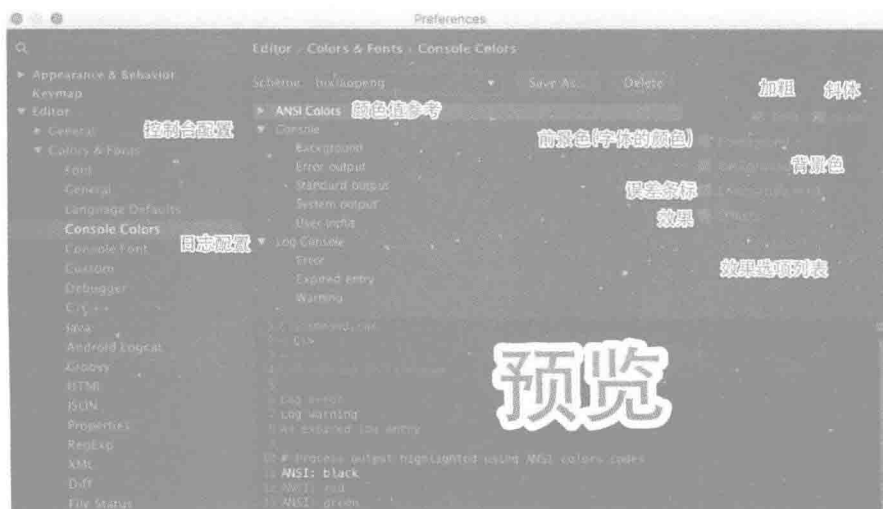 Preferences
Editor › Colors & Fonts › Console Colors
Appearance & Behavior
Keymap
Editor
General
Colors & Fonts
Font
General
Language Defaults
Console Colors
Console Font
Custom
Debugger
Java
Android Logcat
Groovy
HTML
JSON
Properties
RegExp
XML
Diff
File Status
控制台配置
日志配置
Scheme:
Save As...
Delete
加粗
斜体
ANSI Colors
颜色值参考
Console
Background
Error output
Standard output
System output
User input
Log Console
Error
Expired entry
Warning
前景色(字体的颜色)
Foreground
Background
背景色
误差条标
效果
Effects
效果选项列表
预览
Log error
Log warning
An expired log entry
# Process output highlighted using ANSI colors codes
ANSI: black
ANSI: red
ANSI: green